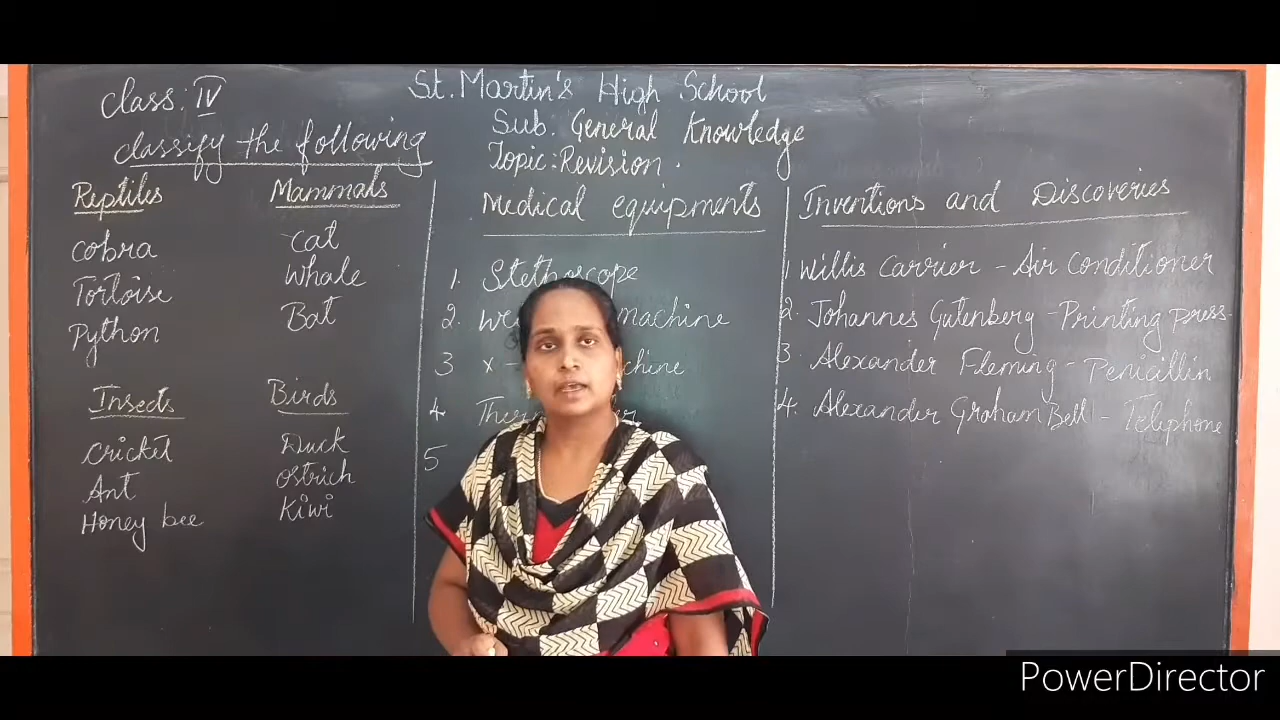 Class: IV
St. Martin's High School
Sub. General Knowledge
Topic: Revision.
classify the following
Reptiles
cobra
Tortoise
Python
Mammals
cat
whale
Bat
Insects
cricket
Ant
Honey bee
Birds
Duck
ostrich
Kiwi
Medical equipments
1. Stethoscope
2. machine
3 x -
4
5
Inventions and Discoveries
1 Willis Carrier - Air conditioner
2. Johannes Gutenberg - Printing press.
3. Alexander Fleming - Penicillin
4. Alexander Graham Bell - Telephone
PowerDirector